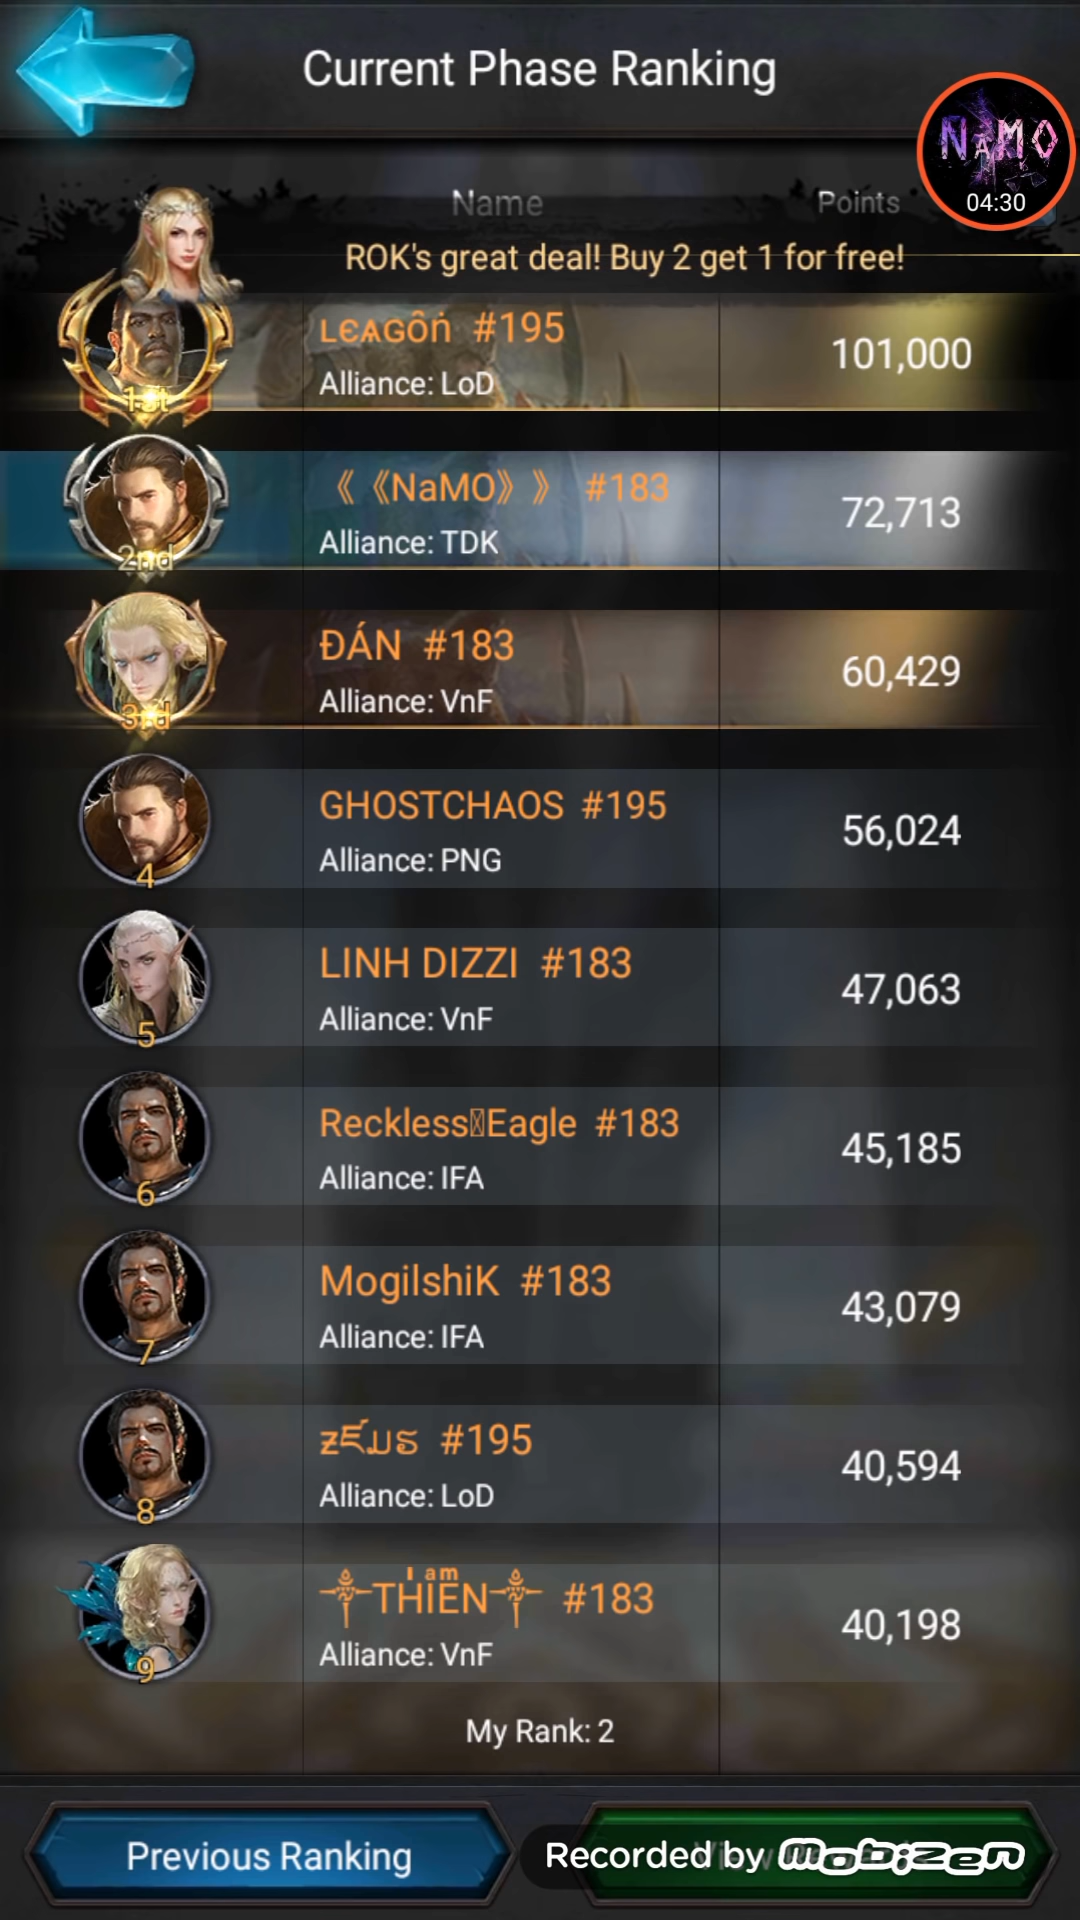 Current Phase Ranking
NAMO
04:30
Name Points
ROK's great deal! Buy 2 get 1 for free!
ʟЄѧɢȏṅ #195
101,000
Alliance: LoD
1st
《《NaMO》》 #183
72,713
Alliance: TDK
2nd
ĐÁN #183
60,429
Alliance: VnF
3rd
GHOSTCHAOS #195
56,024
Alliance: PNG
4
LINH DIZZI #183
47,063
Alliance: VnF
5
Reckless Eagle #183
45,185
Alliance: IFA
6
MogilshiK #183
43,079
Alliance: IFA
7
#195
40,594
Alliance: LoD
8
I am
THIEN #183
40,198
Alliance: VnF
9
My Rank: 2
Previous Ranking
Recorded by mobizen